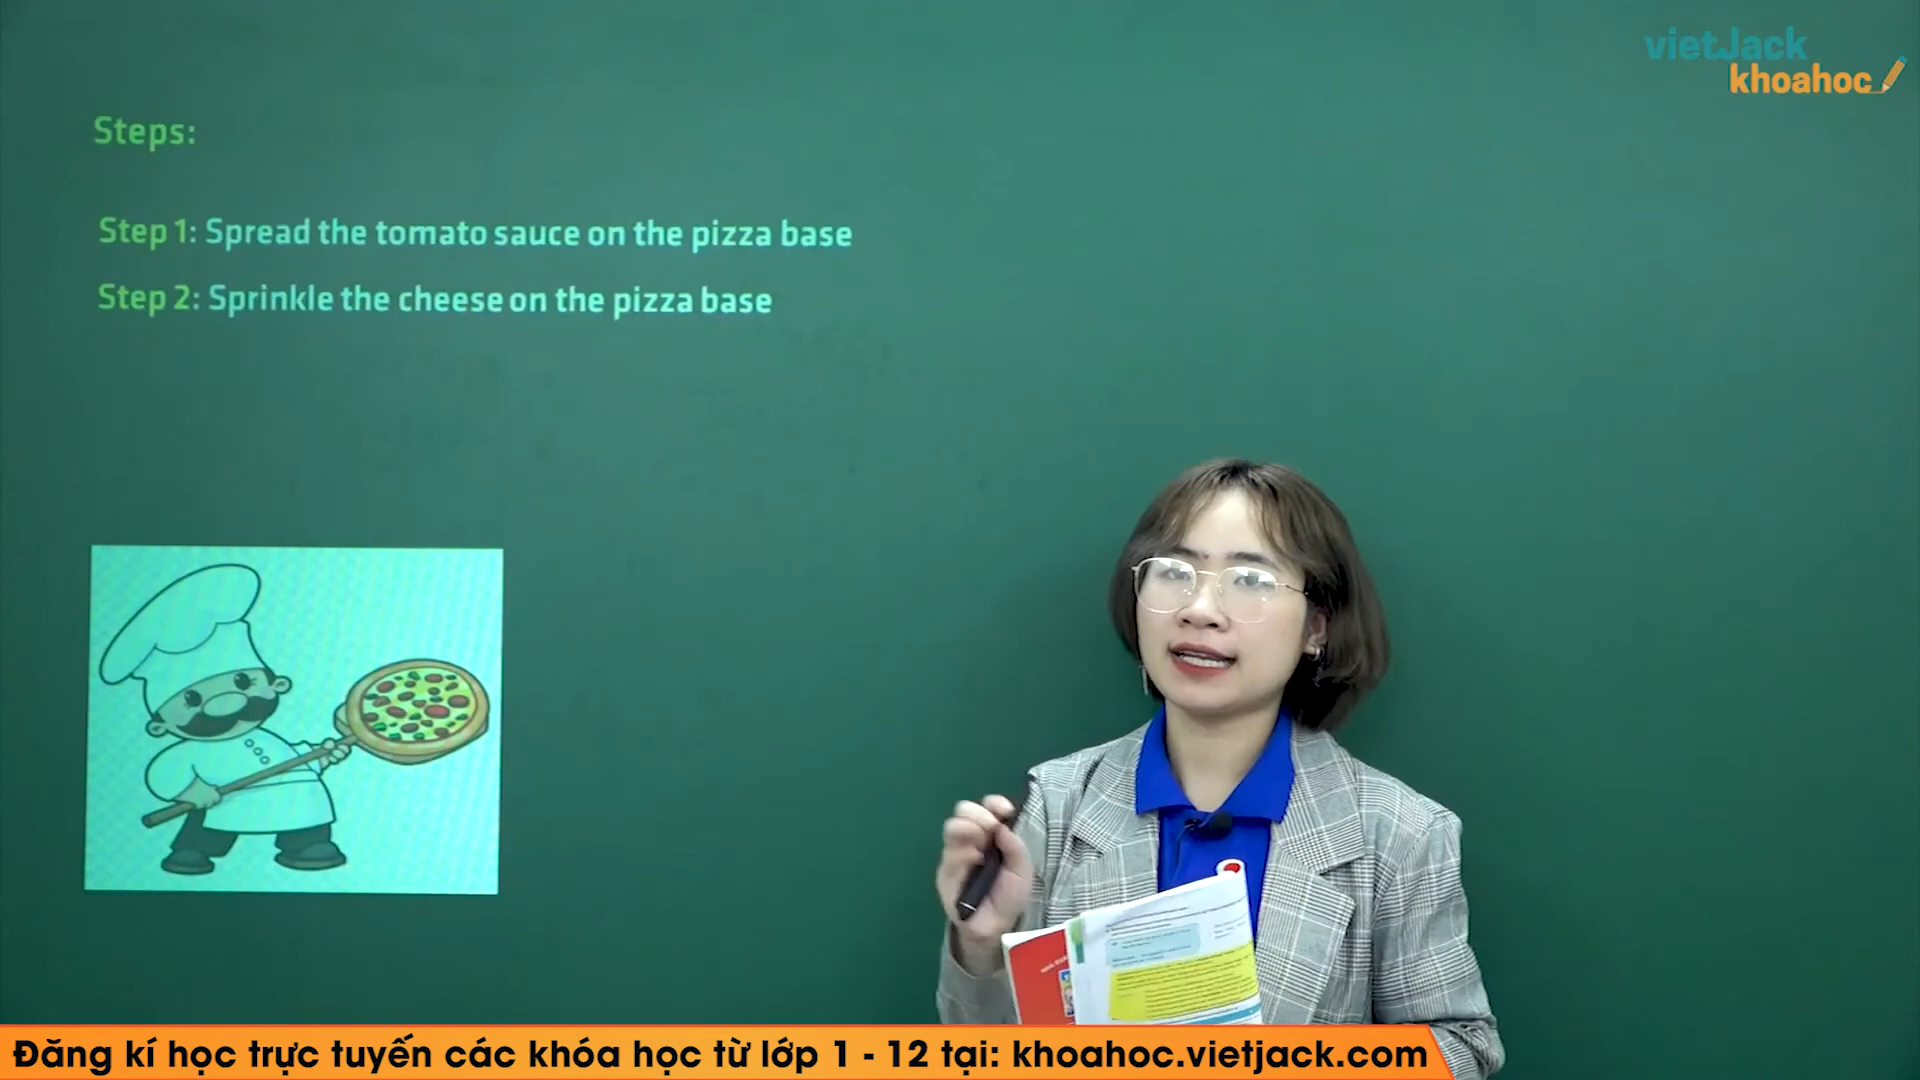 vietJack
khoahoc
Steps:
Step 1: Spread the tomato sauce on the pizza base
Step 2: Sprinkle the cheese on the pizza base
Đăng kí học trực tuyến các khóa học từ lớp 1 - 12 tại: khoahoc.vietjack.com